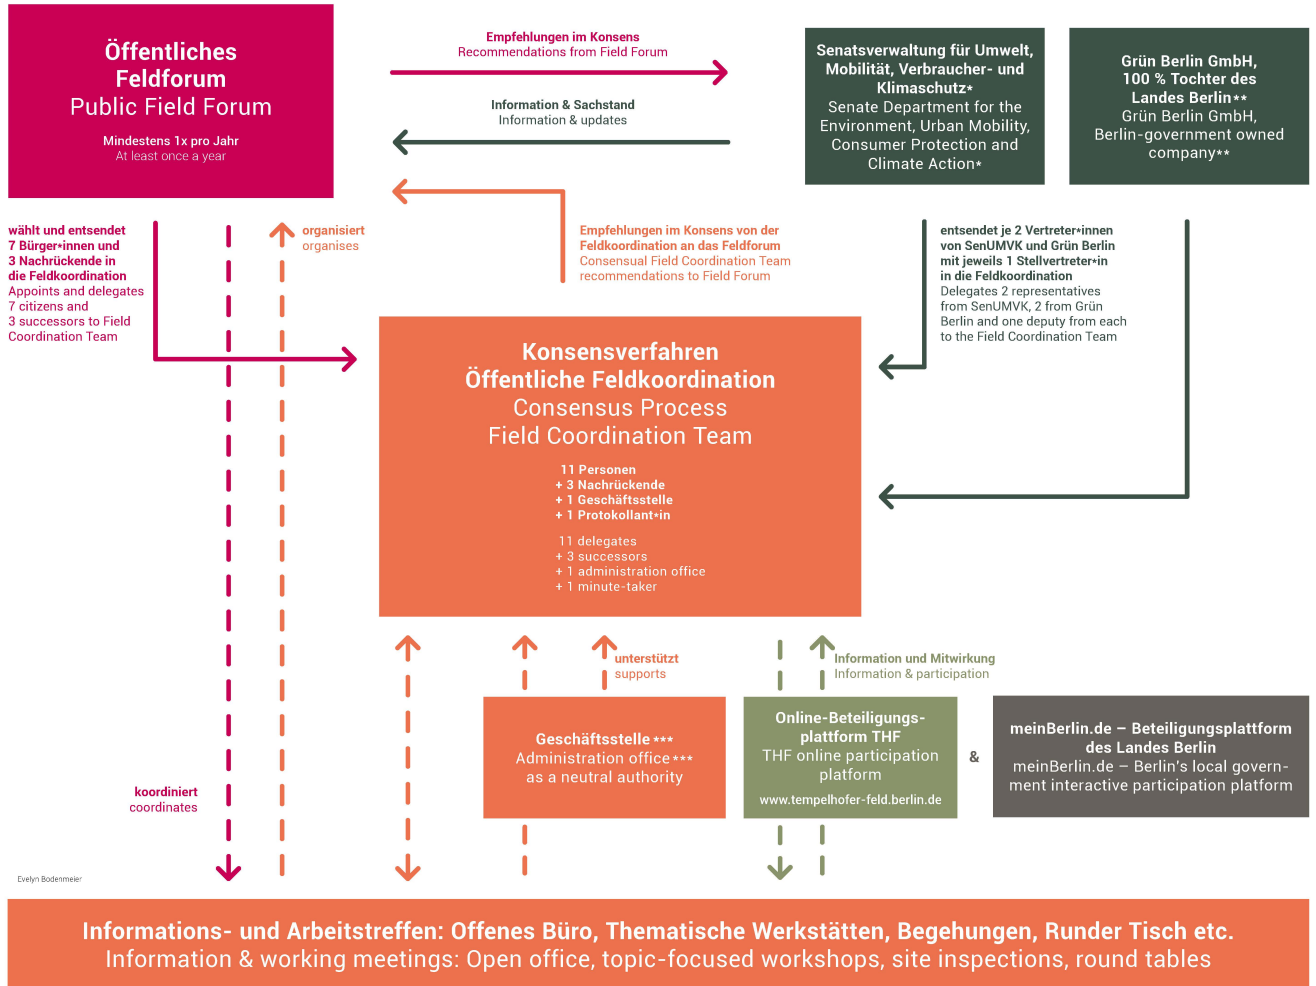 Öffentliches
Feldforum
Public Field Forum
Mindestens 1x pro Jahr
At least once a year
Empfehlungen im Konsens
Recommendations from Field Forum
Information & Sachstand
Information & updates
Senatsverwaltung für Umwelt,
Mobilität, Verbraucher- und
Klimaschutz*
Senate Department for the
Environment, Urban Mobility,
Consumer Protection and
Climate Action*
Grün Berlin GmbH,
100 % Tochter des
Landes Berlin**
Grün Berlin GmbH,
Berlin-government owned
company**
wählt und entsendet
7 Bürger*innen und
3 Nachrückende in
die Feldkoordination
Appoints and delegates
7 citizens and
3 successors to Field
Coordination Team
organisiert
organises
Empfehlungen im Konsens von der
Feldkoordination an das Feldforum
Consensual Field Coordination Team
recommendations to Field Forum
entsendet je 2 Vertreter*innen
von SenUMVK und Grün Berlin
mit jeweils 1 Stellvertreter*in
in die Feldkoordination
Delegates 2 representatives
from SenUMVK, 2 from Grün
Berlin and one deputy from each
to the Field Coordination Team
Konsensverfahren
Öffentliche Feldkoordination
Consensus Process
Field Coordination Team
11 Personen
+ 3 Nachrückende
+ 1 Geschäftsstelle
+ 1 Protokollant*in
11 delegates
+ 3 successors
+ 1 administration office
+ 1 minute-taker
unterstützt
supports
Information und Mitwirkung
Information & participation
Geschäftsstelle***
Administration office***
as a neutral authority
Online-Beteiligungs-
plattform THF
THF online participation
platform
www.tempelhofer-feld.berlin.de
&
meinBerlin.de – Beteiligungsplattform
des Landes Berlin
meinBerlin.de – Berlin's local govern-
ment interactive participation platform
koordiniert
coordinates
Evelyn Bodenmeier
Informations- und Arbeitstreffen: Offenes Büro, Thematische Werkstätten, Begehungen, Runder Tisch etc.
Information & working meetings: Open office, topic-focused workshops, site inspections, round tables